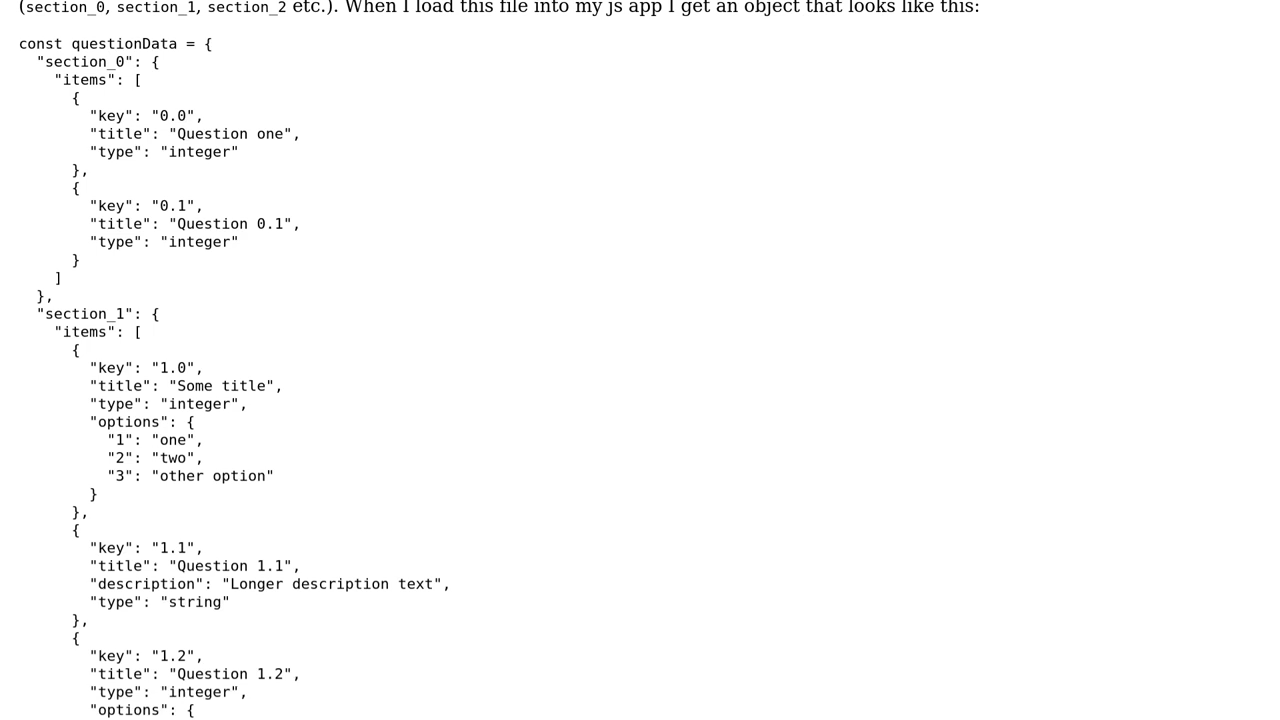 (section_0, section_1, section_2 etc.). When I load this file into my js app I get an object that looks like this:
const questionData = {
  "section_0": {
    "items": [
      {
        "key": "0.0",
        "title": "Question one",
        "type": "integer"
      },
      {
        "key": "0.1",
        "title": "Question 0.1",
        "type": "integer"
      }
    ]
  },
  "section_1": {
    "items": [
      {
        "key": "1.0",
        "title": "Some title",
        "type": "integer",
        "options": {
          "1": "one",
          "2": "two",
          "3": "other option"
        }
      },
      {
        "key": "1.1",
        "title": "Question 1.1",
        "description": "Longer description text",
        "type": "string"
      },
      {
        "key": "1.2",
        "title": "Question 1.2",
        "type": "integer",
        "options": {